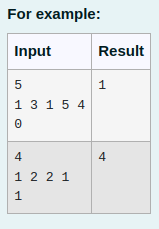 For example:
Input Result
5 1
1 3 1 5 4
0
4 4
1 2 2 1
1